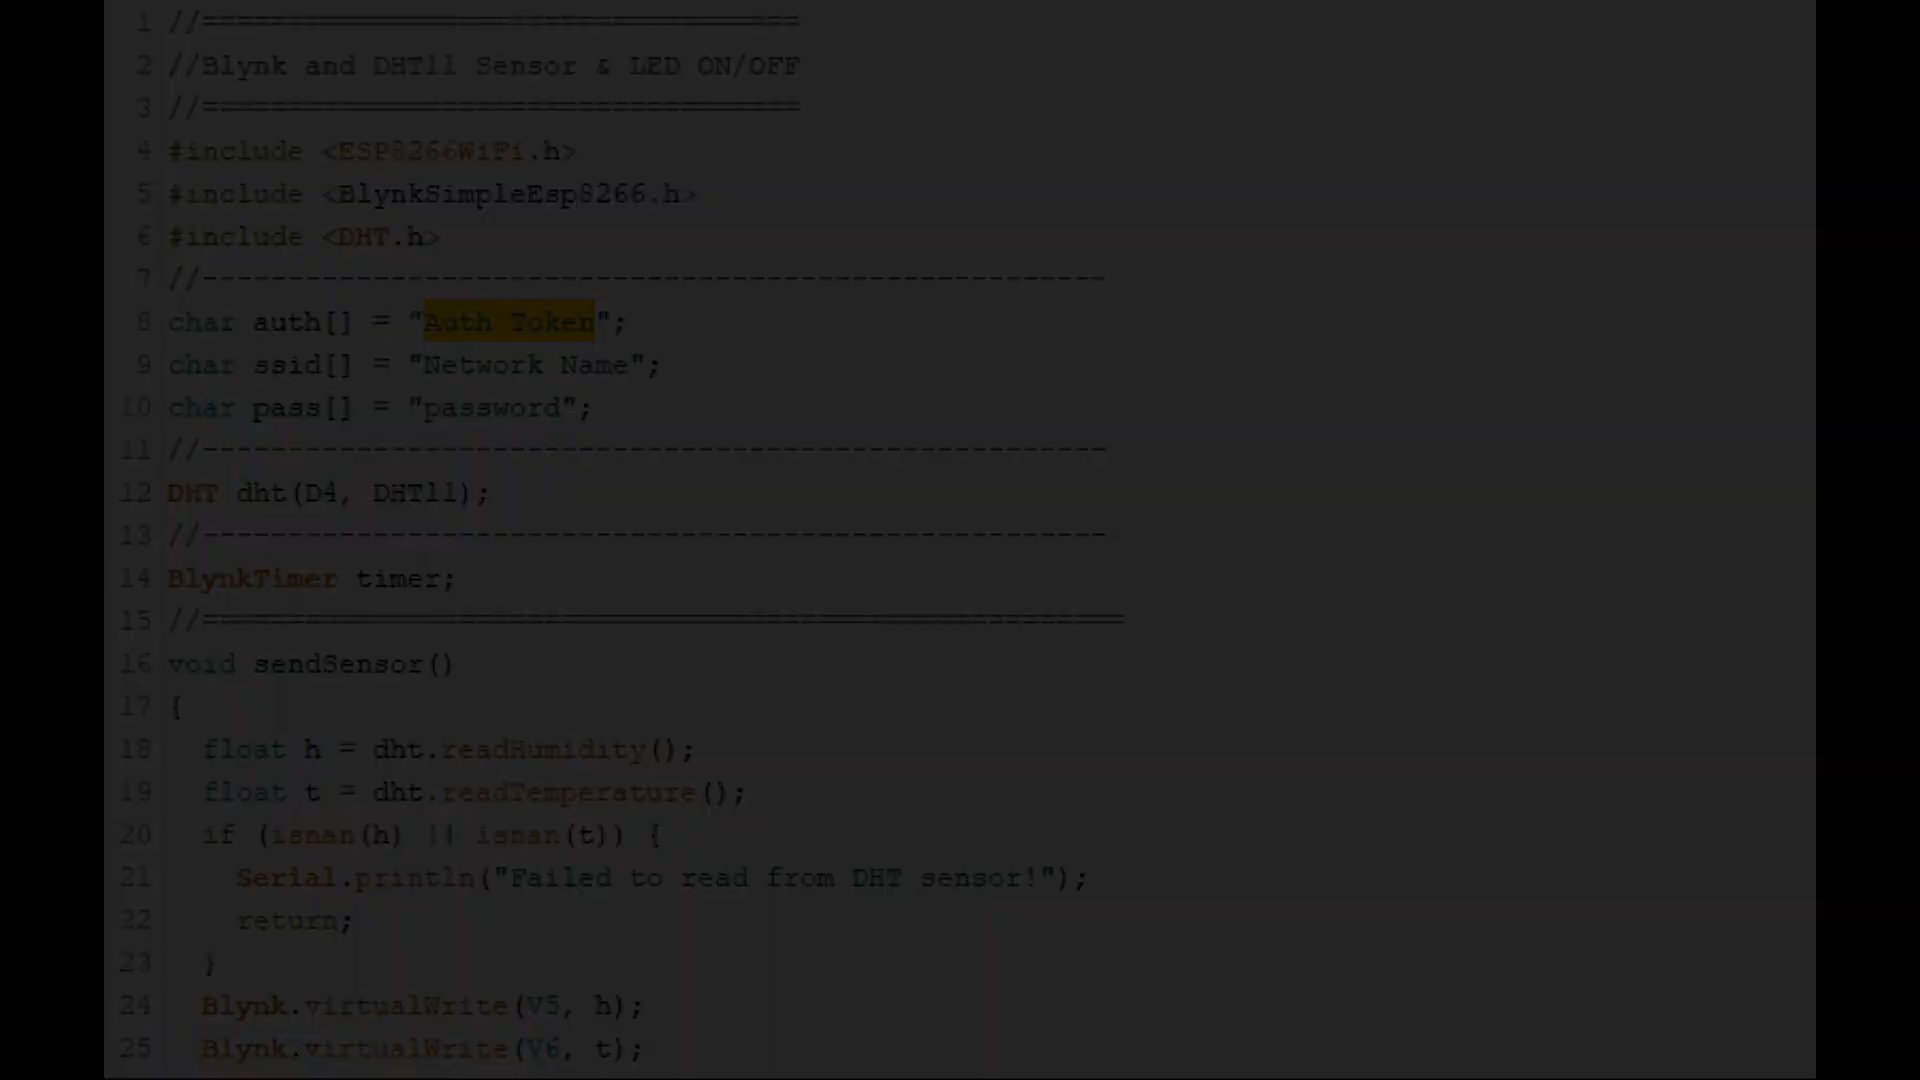 1 //===================================
2 //Blynk and DHT11 Sensor & LED ON/OFF
3 //===================================
4 #include <ESP8266WiFi.h>
5 #include <BlynkSimpleEsp8266.h>
6 #include <DHT.h>
7 //-----------------------------------------------------
8 char auth[] = "Auth Token";
9 char ssid[] = "Network Name";
10 char pass[] = "password";
11 //-----------------------------------------------------
12 DHT dht(D4, DHT11);
13 //-----------------------------------------------------
14 BlynkTimer timer;
15 //======================================================
16 void sendSensor()
17 {
18   float h = dht.readHumidity();
19   float t = dht.readTemperature();
20   if (isnan(h) || isnan(t)) {
21     Serial.println("Failed to read from DHT sensor!");
22     return;
23   }
24   Blynk.virtualWrite(V5, h);
25   Blynk.virtualWrite(V6, t);